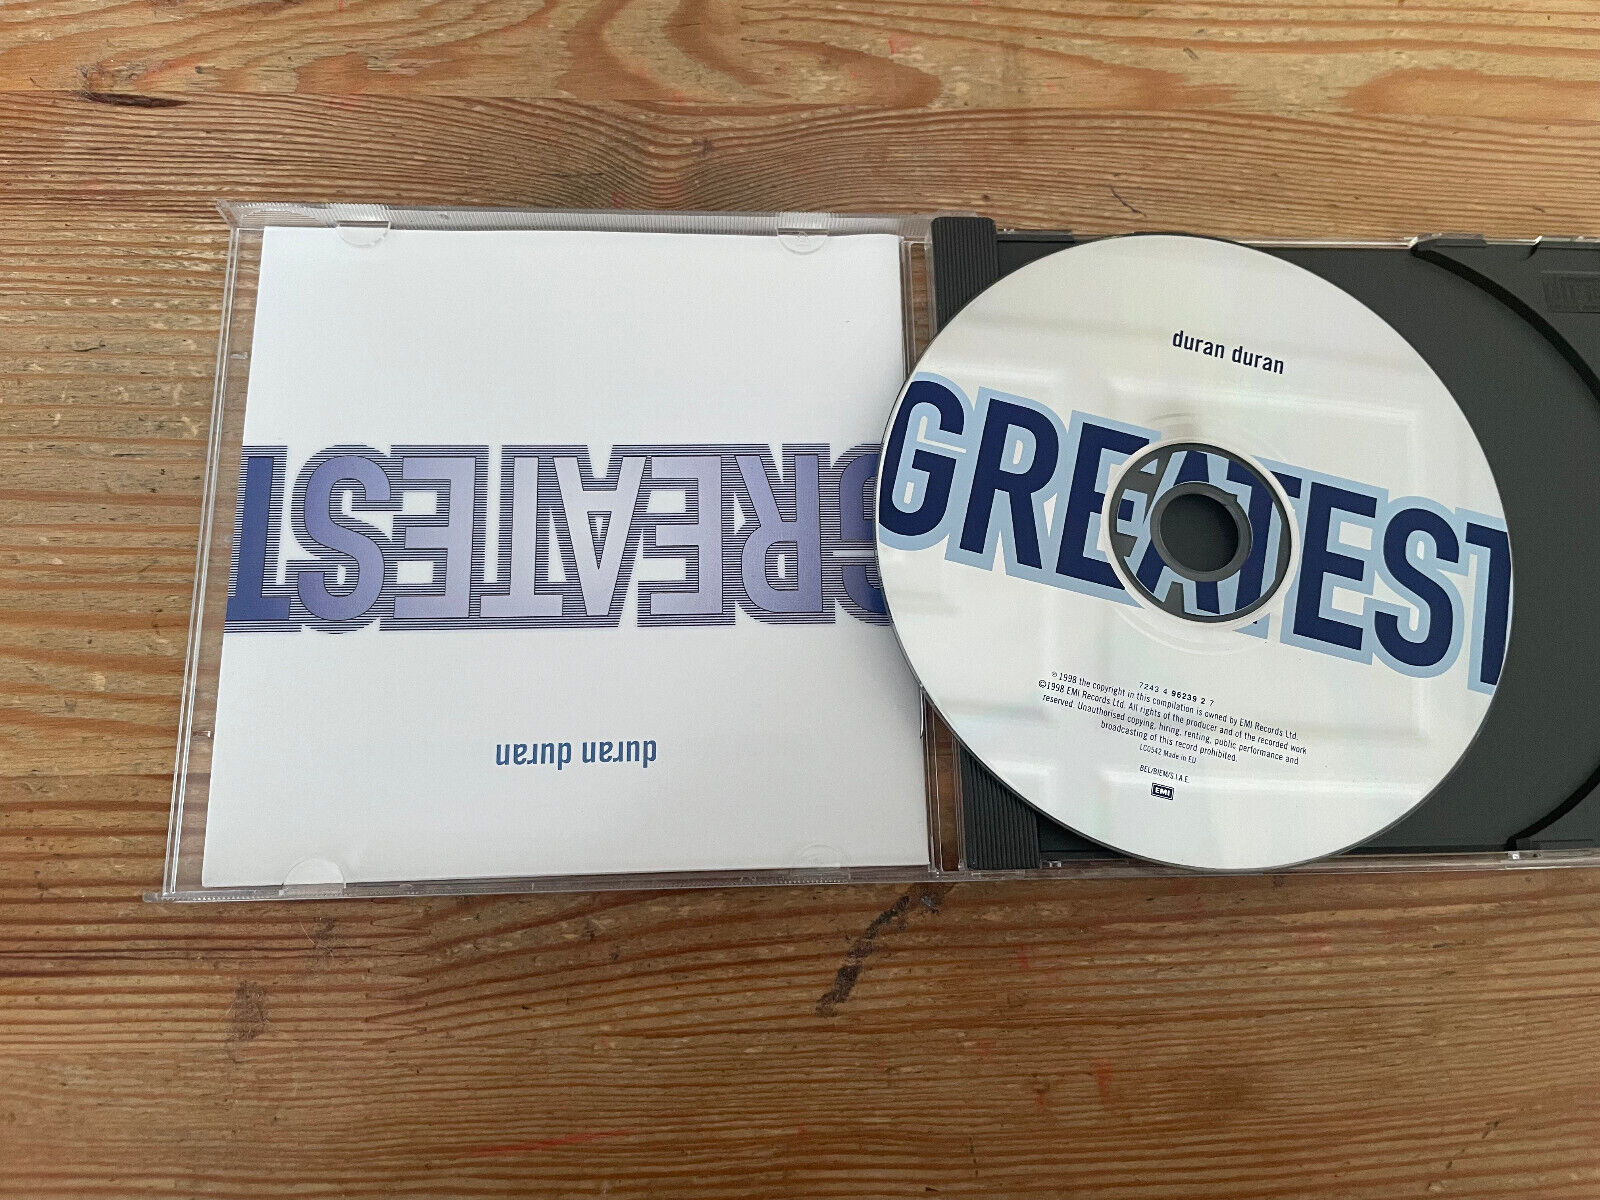 GREATEST
duran duran
duran duran
GREATEST
7243 4 96239 2 7
℗ 1998 the copyright in this compilation is owned by EMI Records Ltd.
©1998 EMI Records Ltd. All rights of the producer and of the recorded work
reserved. Unauthorised copying, hiring, renting, public performance and
broadcasting of this record prohibited.
LC0542 Made in EU
BEL/BIEM/S.I.A.E.
EMI